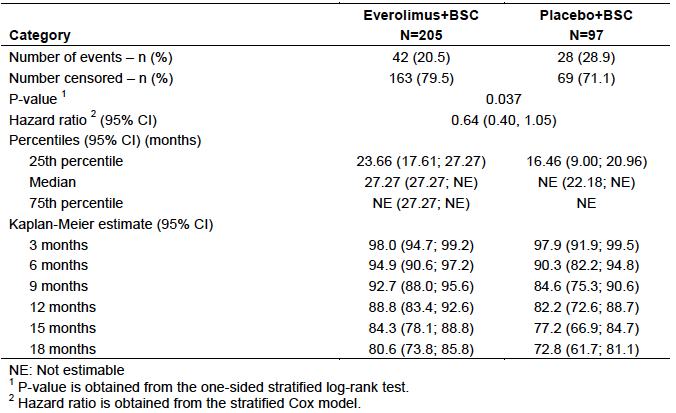 Everolimus+BSC Placebo+BSC
Category N=205 N=97
Number of events – n (%) 42 (20.5) 28 (28.9)
Number censored – n (%) 163 (79.5) 69 (71.1)
P-value 1 0.037
Hazard ratio 2 (95% CI) 0.64 (0.40, 1.05)
Percentiles (95% CI) (months)
25th percentile 23.66 (17.61; 27.27) 16.46 (9.00; 20.96)
Median 27.27 (27.27; NE) NE (22.18; NE)
75th percentile NE (27.27; NE) NE
Kaplan-Meier estimate (95% CI)
3 months 98.0 (94.7; 99.2) 97.9 (91.9; 99.5)
6 months 94.9 (90.6; 97.2) 90.3 (82.2; 94.8)
9 months 92.7 (88.0; 95.6) 84.6 (75.3; 90.6)
12 months 88.8 (83.4; 92.6) 82.2 (72.6; 88.7)
15 months 84.3 (78.1; 88.8) 77.2 (66.9; 84.7)
18 months 80.6 (73.8; 85.8) 72.8 (61.7; 81.1)
NE: Not estimable
1 P-value is obtained from the one-sided stratified log-rank test.
2 Hazard ratio is obtained from the stratified Cox model.